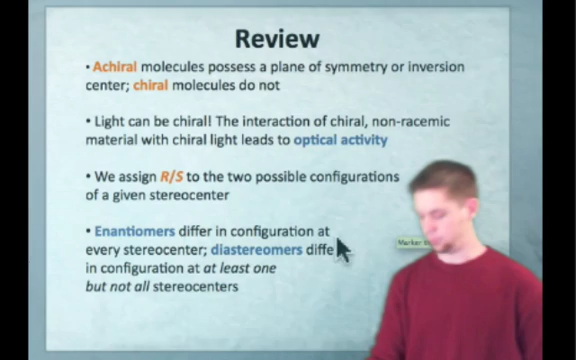 Review
• Achiral molecules possess a plane of symmetry or inversion
center; chiral molecules do not
• Light can be chiral! The interaction of chiral, non-racemic
material with chiral light leads to optical activity
• We assign R/S to the two possible configurations
of a given stereocenter
• Enantiomers differ in configuration at
every stereocenter; diastereomers diffe
in configuration at at least one
but not all stereocenters
Marker